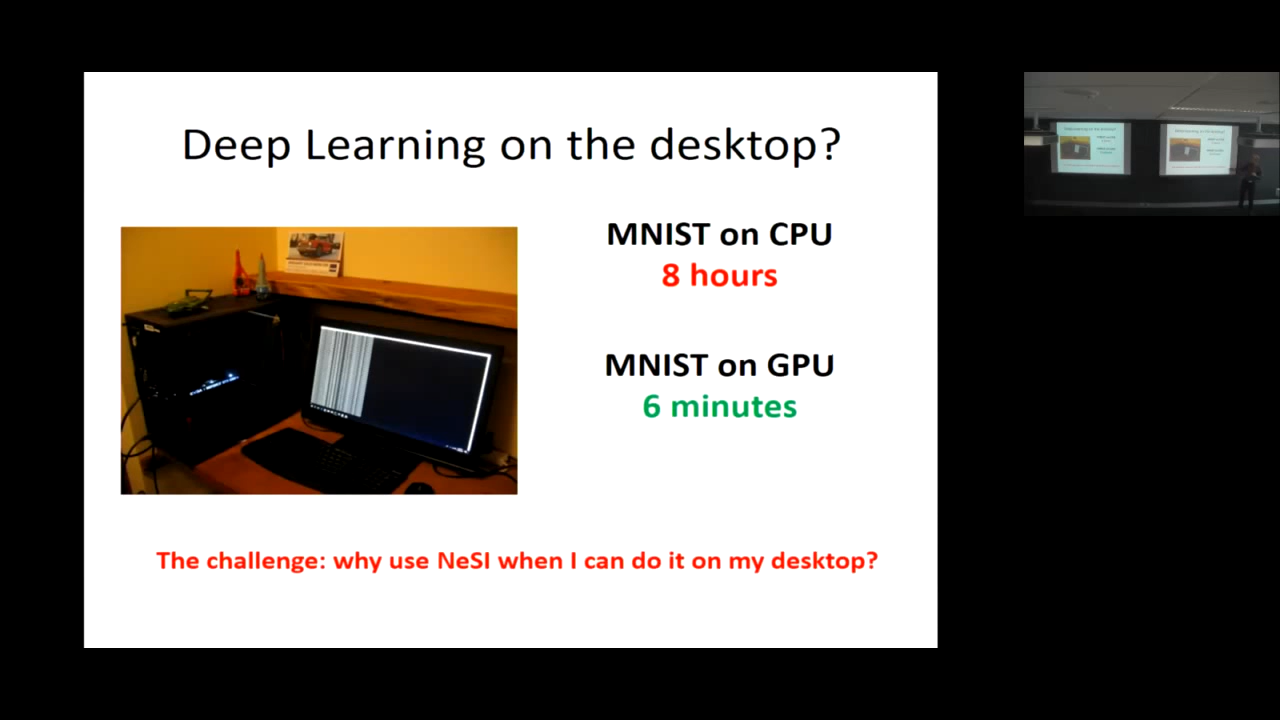 Deep Learning on the desktop?
MNIST on CPU
8 hours
MNIST on GPU
6 minutes
The challenge: why use NeSI when I can do it on my desktop?